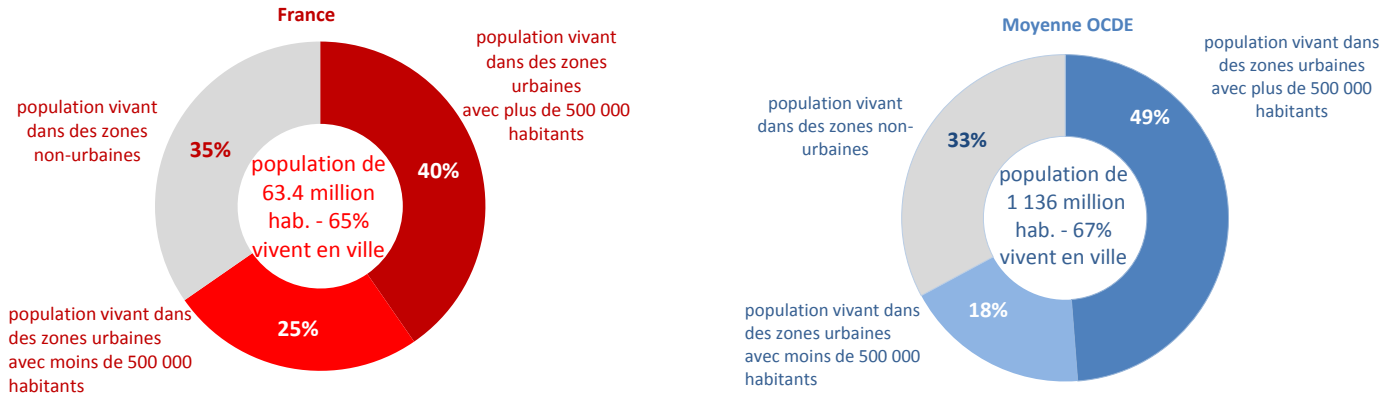 France
population vivant
dans des zones
urbaines
avec plus de 500 000
habitants
population vivant
dans des zones
non-urbaines
35%
40%
population de
63.4 million
hab. - 65%
vivent en ville
25%
population vivant dans
des zones urbaines
avec moins de 500 000
habitants
Moyenne OCDE
population vivant dans
des zones urbaines
avec plus de 500 000
habitants
population vivant
dans des zones non-
urbaines
49%
33%
population de
1 136 million
hab. - 67%
vivent en ville
18%
population vivant dans
des zones urbaines
avec moins de 500 000
habitants